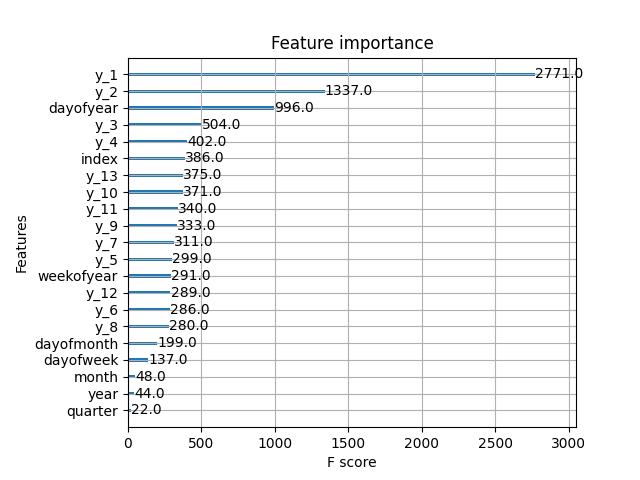 Feature importance
y_1 2771.0
y_2 1337.0
dayofyear 996.0
y_3 504.0
y_4 402.0
index 386.0
y_13 375.0
y_10 371.0
y_11 340.0
y_9 333.0
y_7 311.0
y_5 299.0
weekofyear 291.0
y_12 289.0
y_6 286.0
y_8 280.0
dayofmonth 199.0
dayofweek 137.0
month 48.0
year 44.0
quarter 22.0
Features
0 500 1000 1500 2000 2500 3000
F score